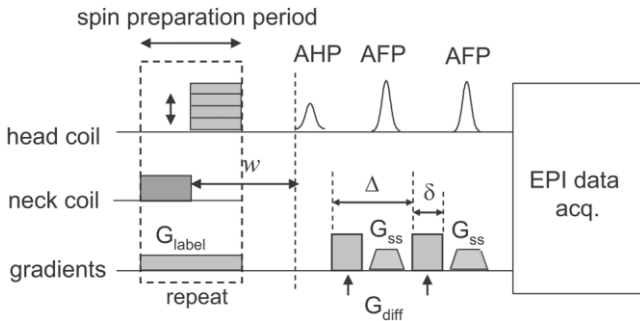 spin preparation period
AHP AFP AFP
head coil
w
neck coil
EPI data
acq.
Δ δ
G_label G_ss G_ss
gradients
repeat
G_diff